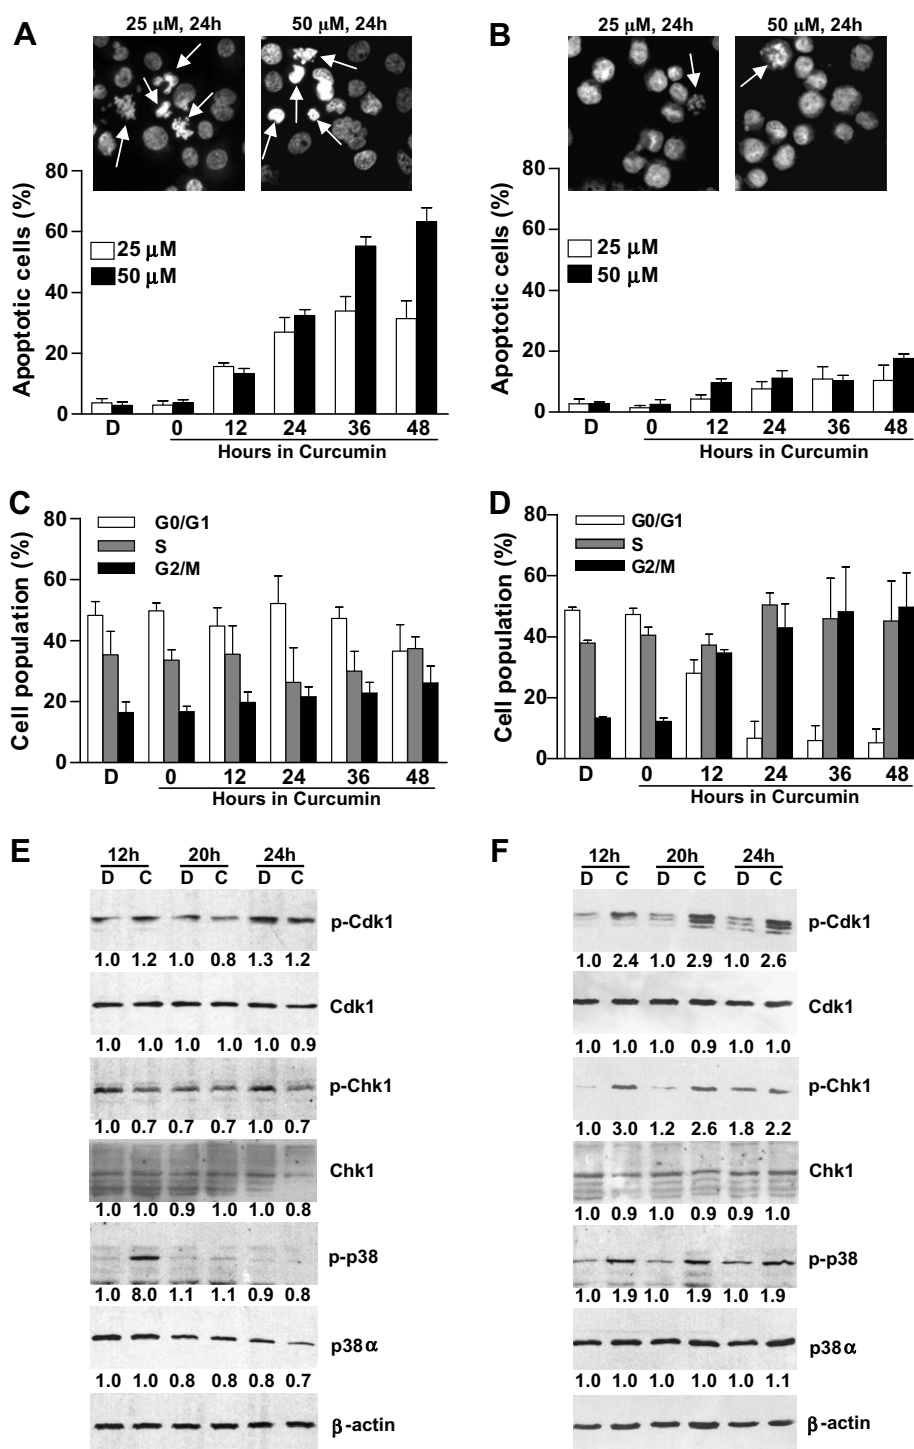 A
25 μM, 24h
50 μM, 24h
Apoptotic cells (%)
80
60
40
20
0
25 μM
50 μM
D
0
12
24
36
48
Hours in Curcumin
B
25 μM, 24h
50 μM, 24h
Apoptotic cells (%)
80
60
40
20
0
25 μM
50 μM
D
0
12
24
36
48
Hours in Curcumin
C
Cell population (%)
80
60
40
20
0
G0/G1
S
G2/M
D
0
12
24
36
48
Hours in Curcumin
D
Cell population (%)
80
60
40
20
0
G0/G1
S
G2/M
D
0
12
24
36
48
Hours in Curcumin
E
12h 20h 24h
D C D C D C
p-Cdk1
1.0 1.2 1.0 0.8 1.3 1.2
Cdk1
1.0 1.0 1.0 1.0 1.0 0.9
p-Chk1
1.0 0.7 0.7 0.7 1.0 0.7
Chk1
1.0 1.0 0.9 1.0 1.0 0.8
p-p38
1.0 8.0 1.1 1.1 0.9 0.8
p38α
1.0 1.0 0.8 0.8 0.8 0.7
β-actin
F
12h 20h 24h
D C D C D C
p-Cdk1
1.0 2.4 1.0 2.9 1.0 2.6
Cdk1
1.0 1.0 1.0 0.9 1.0 1.0
p-Chk1
1.0 3.0 1.2 2.6 1.8 2.2
Chk1
1.0 0.9 1.0 0.9 0.9 1.0
p-p38
1.0 1.9 1.0 1.9 1.0 1.9
p38α
1.0 1.0 1.0 1.0 1.0 1.1
β-actin